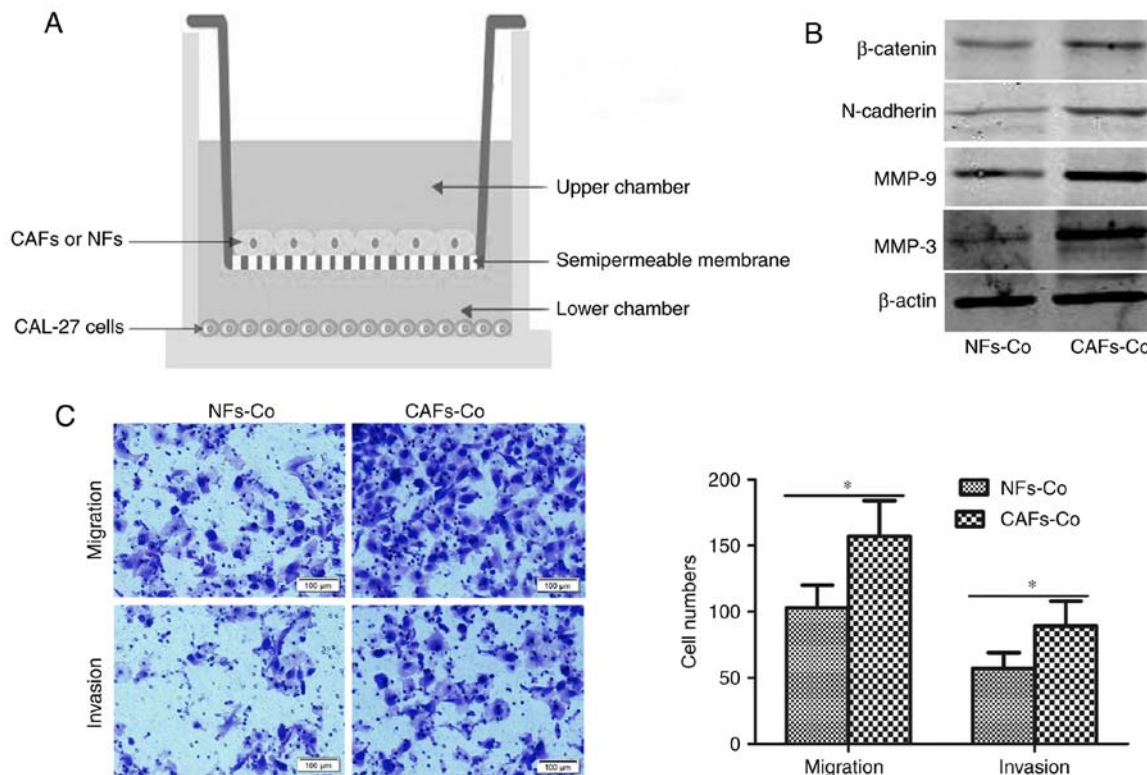 A
Upper chamber
CAFs or NFs
Semipermeable membrane
Lower chamber
CAL-27 cells
B
β-catenin
N-cadherin
MMP-9
MMP-3
β-actin
NFs-Co CAFs-Co
C
NFs-Co CAFs-Co
Migration
100 μm
100 μm
Invasion
100 μm
100 μm
NFs-Co
CAFs-Co
Cell numbers
200
150
100
50
0
*
*
Migration Invasion